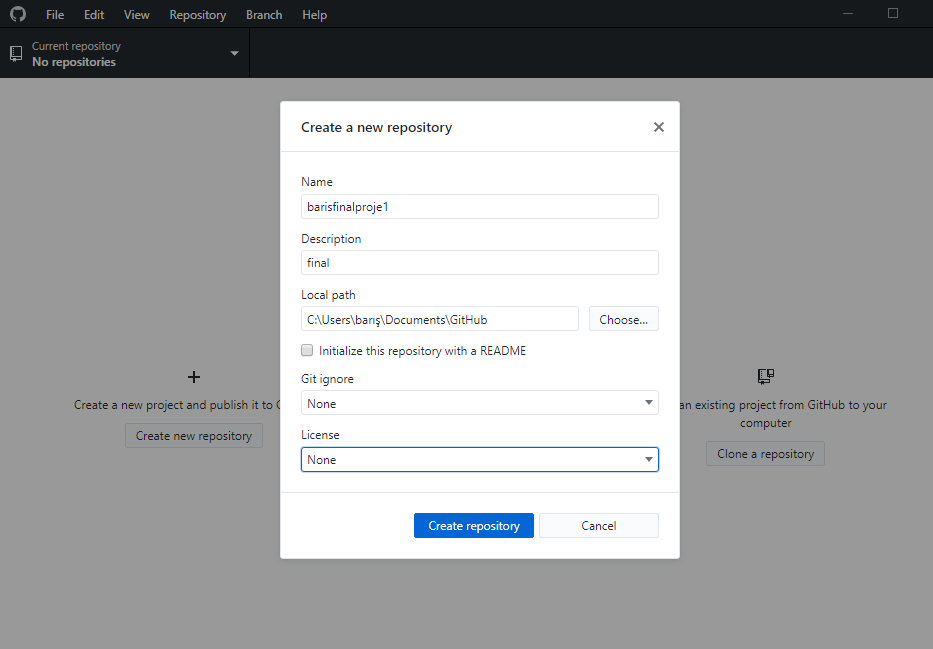 File Edit View Repository Branch Help
Current repository
No repositories
Create a new repository
Name
barisfinalproje1
Description
final
Local path
C:\Users\barış\Documents\GitHub
Choose...
Initialize this repository with a README
Git ignore
None
License
None
Create repository Cancel
Create a new project and publish it to
Create new repository
an existing project from GitHub to your
computer
Clone a repository